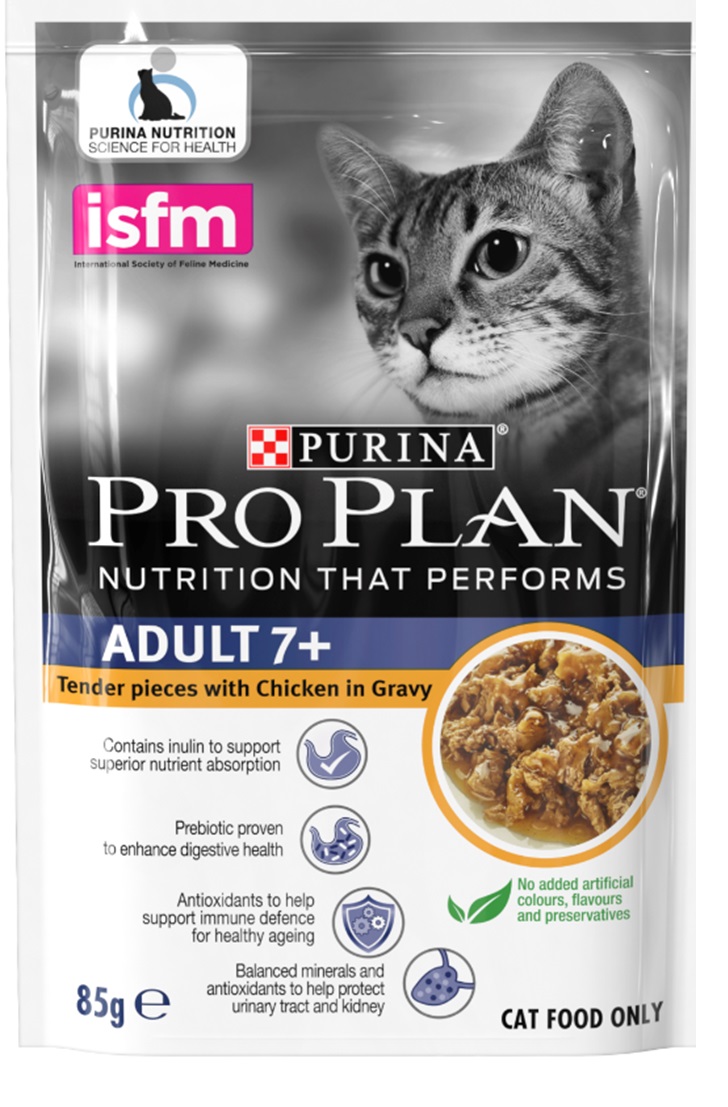 PURINA NUTRITION
SCIENCE FOR HEALTH
isfm
International Society of Feline Medicine
PURINA®
PRO PLAN®
NUTRITION THAT PERFORMS
ADULT 7+
Tender pieces with Chicken in Gravy
Contains inulin to support
superior nutrient absorption
Prebiotic proven
to enhance digestive health
Antioxidants to help
support immune defence
for healthy ageing
No added artificial
colours, flavours
and preservatives
Balanced minerals and
antioxidants to help protect
urinary tract and kidney
85g ℮
CAT FOOD ONLY